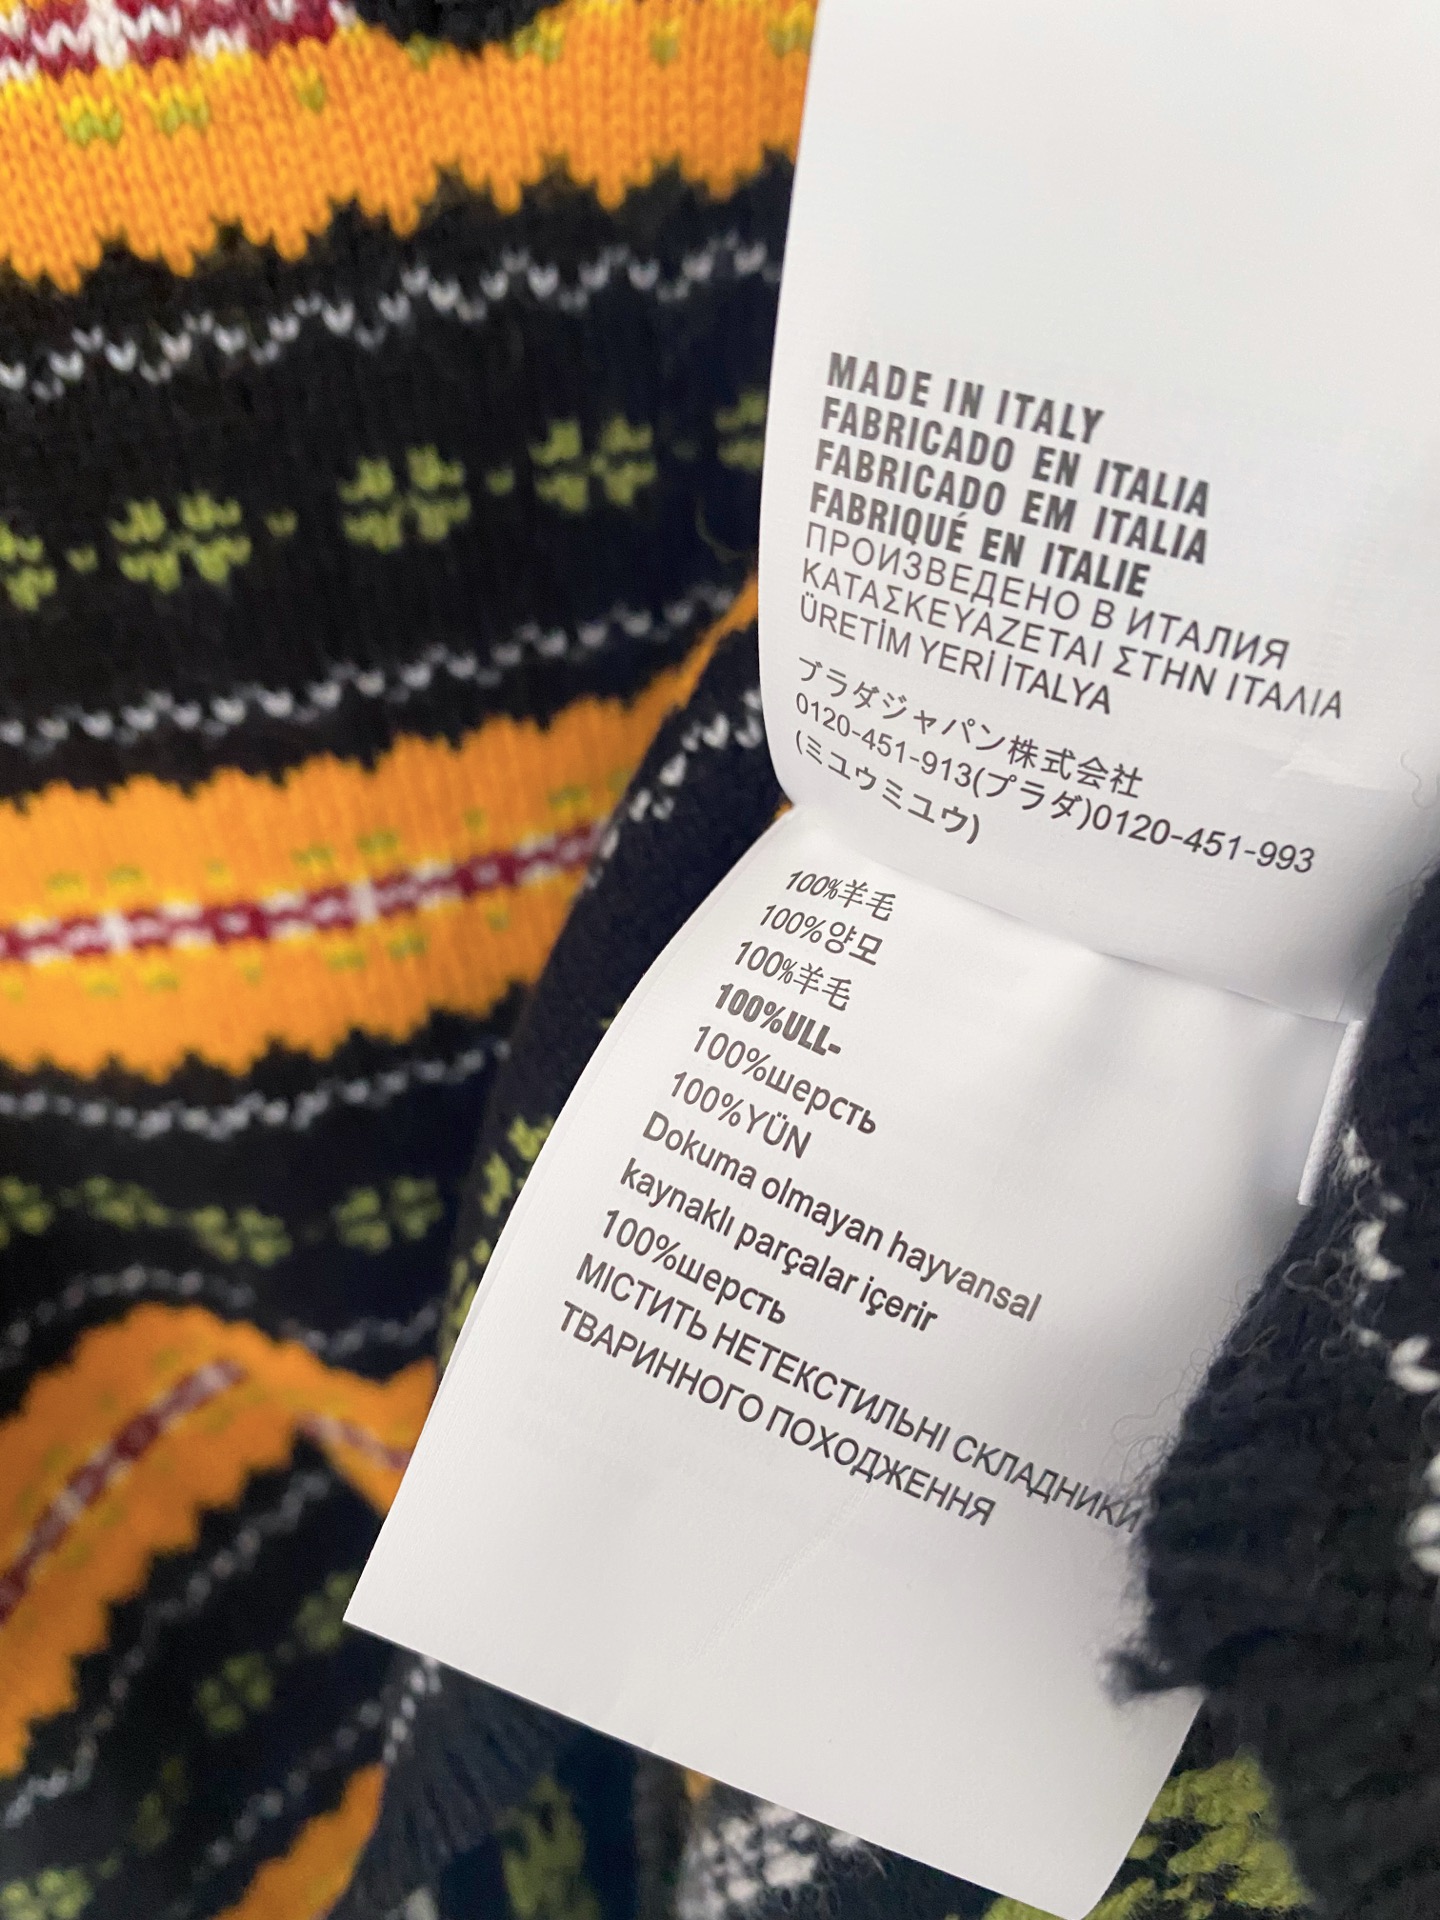 MADE IN ITALY
FABRICADO EN ITALIA
FABRICADO EM ITALIA
FABRIQUÉ EN ITALIE
ПРОИЗВЕДЕНО В ИТАЛИЯ
ΚΑΤΑΣΚΕΥΑΖΕΤΑΙ ΣΤΗΝ ΙΤΑΛΙΑ
ÜRETİM YERİ İTALYA
プラダジャパン株式会社
0120-451-913(プラダ)0120-451-993
(ミュウミュウ)
100%羊毛
100%양모
100%羊毛
100%ULL-
100%шерсть
100%YÜN
Dokuma olmayan hayvansal
kaynaklı parçalar içerir
100%шерсть
МІСТИТЬ НЕТЕКСТИЛЬНІ СКЛАДНИКИ
ТВАРИННОГО ПОХОДЖЕННЯ